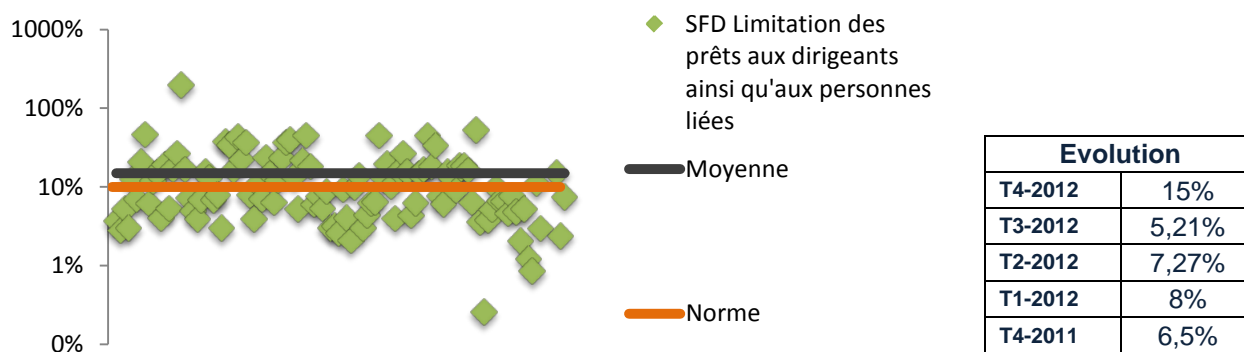 1000%
100%
10%
1%
0%
SFD Limitation des
prêts aux dirigeants
ainsi qu'aux personnes
liées
Moyenne
Norme
Evolution
T4-2012 15%
T3-2012 5,21%
T2-2012 7,27%
T1-2012 8%
T4-2011 6,5%